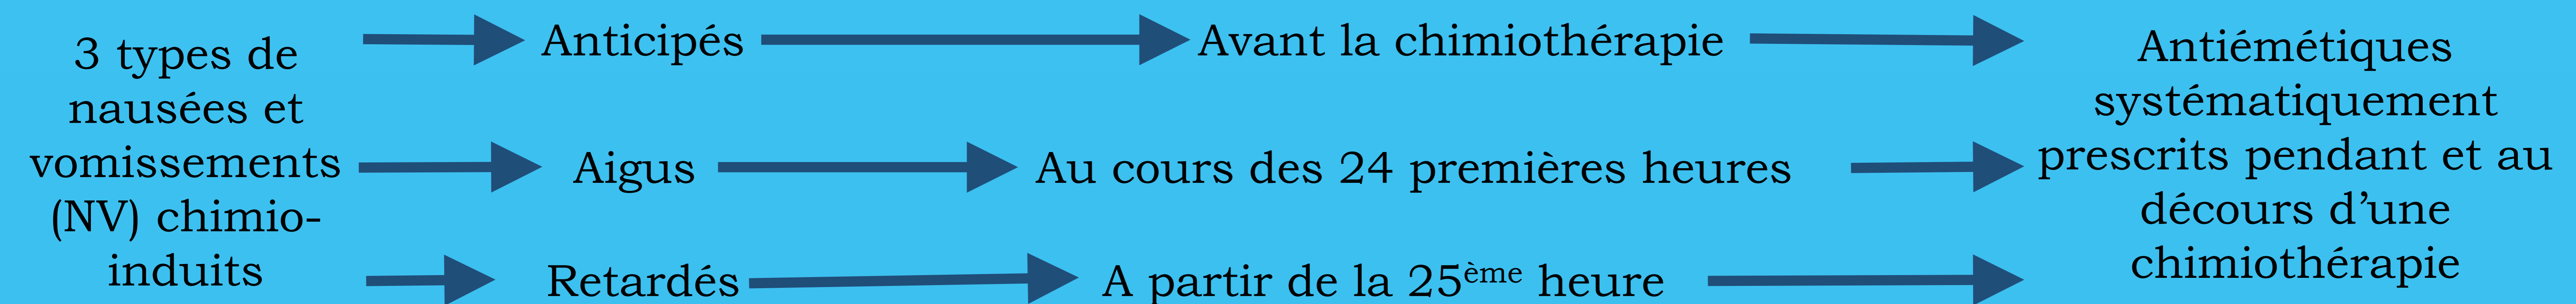 3 types de
nausées et
vomissements
(NV) chimio-
induits
Anticipés
Avant la chimiothérapie
Aigus
Au cours des 24 premières heures
Retardés
A partir de la 25ème heure
Antiémétiques
systématiquement
prescrits pendant et au
décours d’une
chimiothérapie